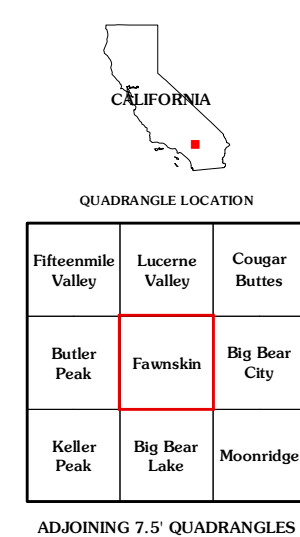 CALIFORNIA
QUADRANGLE LOCATION
Fifteenmile
Valley
Lucerne
Valley
Cougar
Buttes
Butler
Peak
Fawnskin
Big Bear
City
Keller
Peak
Big Bear
Lake
Moonridge
ADJOINING 7.5' QUADRANGLES